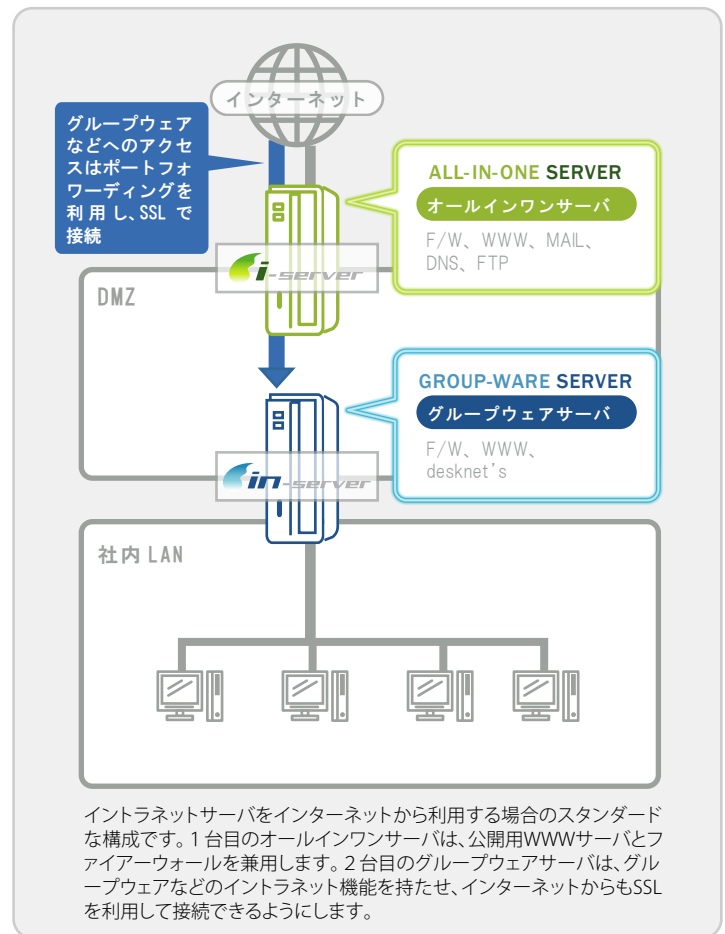 インターネット
グループウェア
などへのアクセ
スはポートフォ
ワーディングを
利用し、SSL で
接続
ALL-IN-ONE SERVER
オールインワンサーバ
F/W、WWW、MAIL、
DNS、FTP
i-server
DMZ
GROUP-WARE SERVER
グループウェアサーバ
F/W、WWW、
desknet's
in-server
社内 LAN
イントラネットサーバをインターネットから利用する場合のスタンダード
な構成です。1 台目のオールインワンサーバは、公開用WWWサーバとフ
ァイアーウォールを兼用します。2 台目のグループウェアサーバは、グル
ープウェアなどのイントラネット機能を持たせ、インターネットからもSSL
を利用して接続できるようにします。